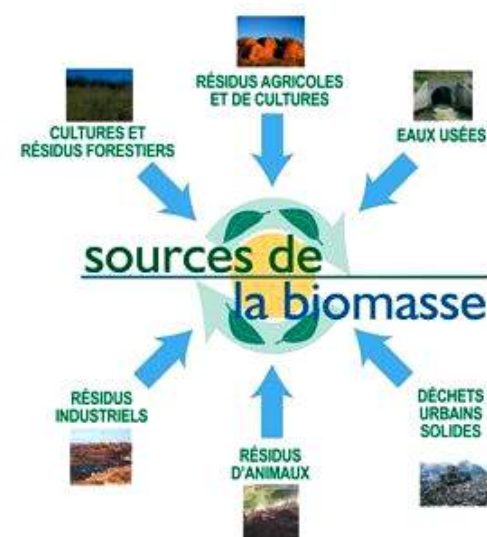 RÉSIDUS AGRICOLES
ET DE CULTURES
CULTURES ET
RÉSIDUS FORESTIERS
EAUX USÉES
sources de
la biomasse
RÉSIDUS
INDUSTRIELS
RÉSIDUS
D'ANIMAUX
DÉCHETS
URBAINS
SOLIDES